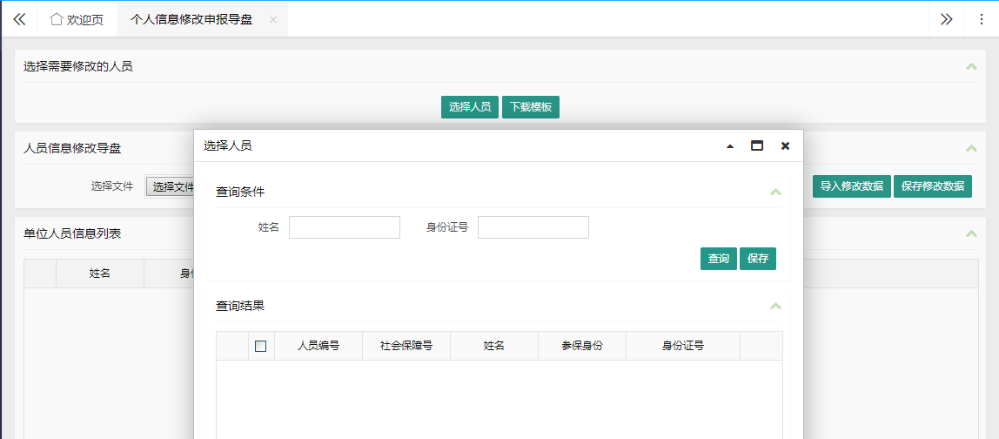 欢迎页 个人信息修改申报导盘
选择需要修改的人员
选择人员 下载模板
选择人员
人员信息修改导盘
选择文件 选择文件 导入修改数据 保存修改数据
查询条件
姓名 身份证号
单位人员信息列表
查询 保存
姓名 身
查询结果
人员编号 社会保障号 姓名 参保身份 身份证号